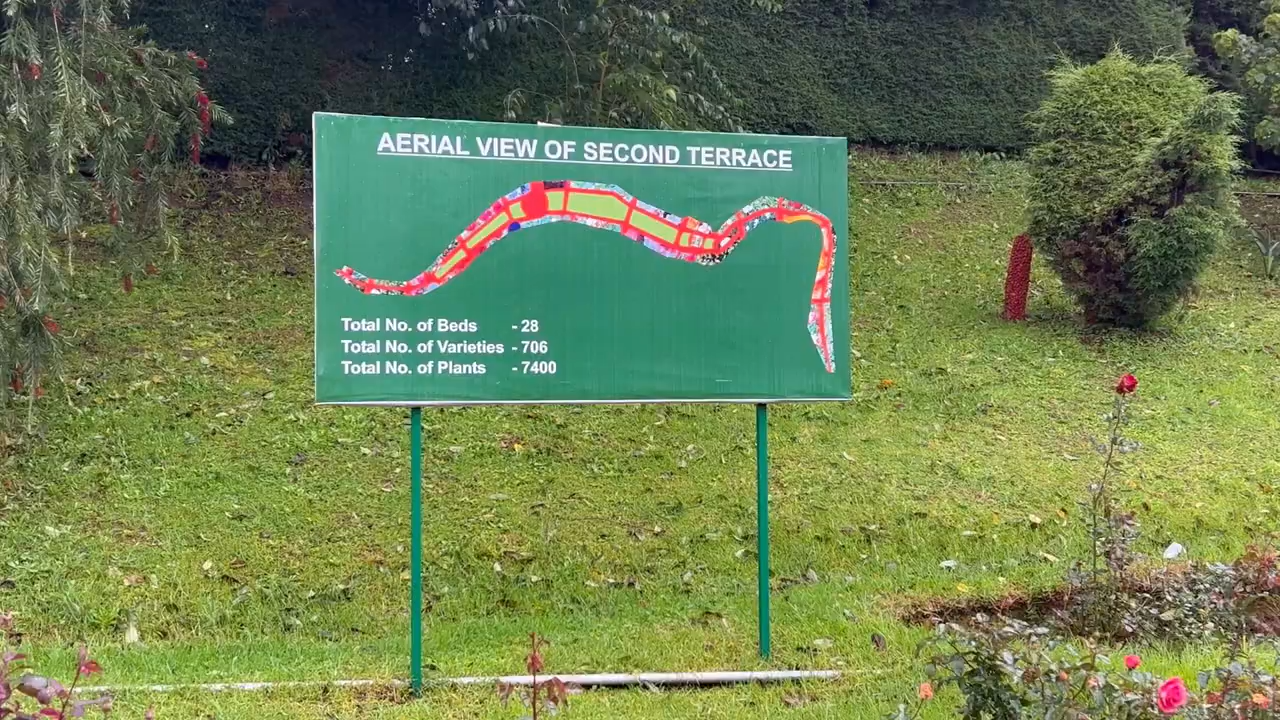 AERIAL VIEW OF SECOND TERRACE
Total No. of Beds - 28
Total No. of Varieties - 706
Total No. of Plants - 7400